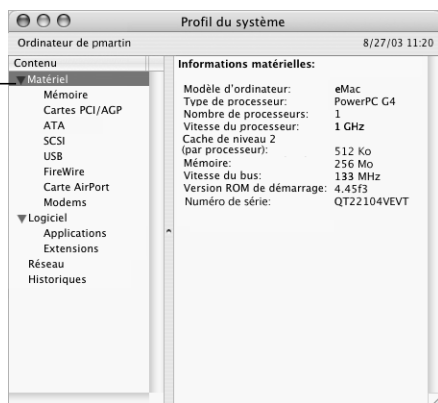 Profil du système
Ordinateur de pmartin 8/27/03 11:20
Contenu
Matériel
Mémoire
Cartes PCI/AGP
ATA
SCSI
USB
FireWire
Carte AirPort
Modems
Logiciel
Applications
Extensions
Réseau
Historiques
Informations matérielles:
Modèle d'ordinateur: eMac
Type de processeur: PowerPC G4
Nombre de processeurs: 1
Vitesse du processeur: 1 GHz
Cache de niveau 2
(par processeur): 512 Ko
Mémoire: 256 Mo
Vitesse du bus: 133 MHz
Version ROM de démarrage: 4.45f3
Numéro de série: QT22104VEVT